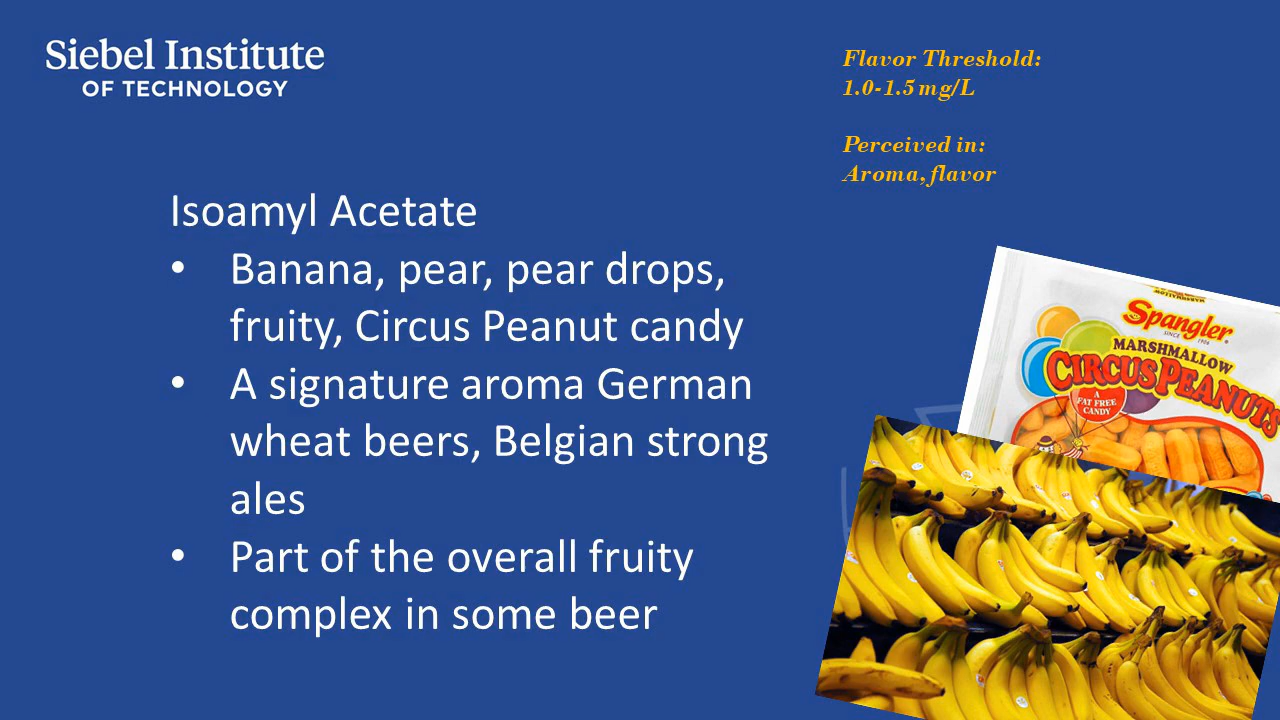 Siebel Institute
OF TECHNOLOGY
Flavor Threshold:
1.0-1.5 mg/L
Perceived in:
Aroma, flavor
Isoamyl Acetate
• Banana, pear, pear drops,
fruity, Circus Peanut candy
• A signature aroma German
wheat beers, Belgian strong
ales
• Part of the overall fruity
complex in some beer
Spangler
SINCE 1906
MARSHMALLOW
CIRCUS PEANUTS
A
FAT FREE
CANDY